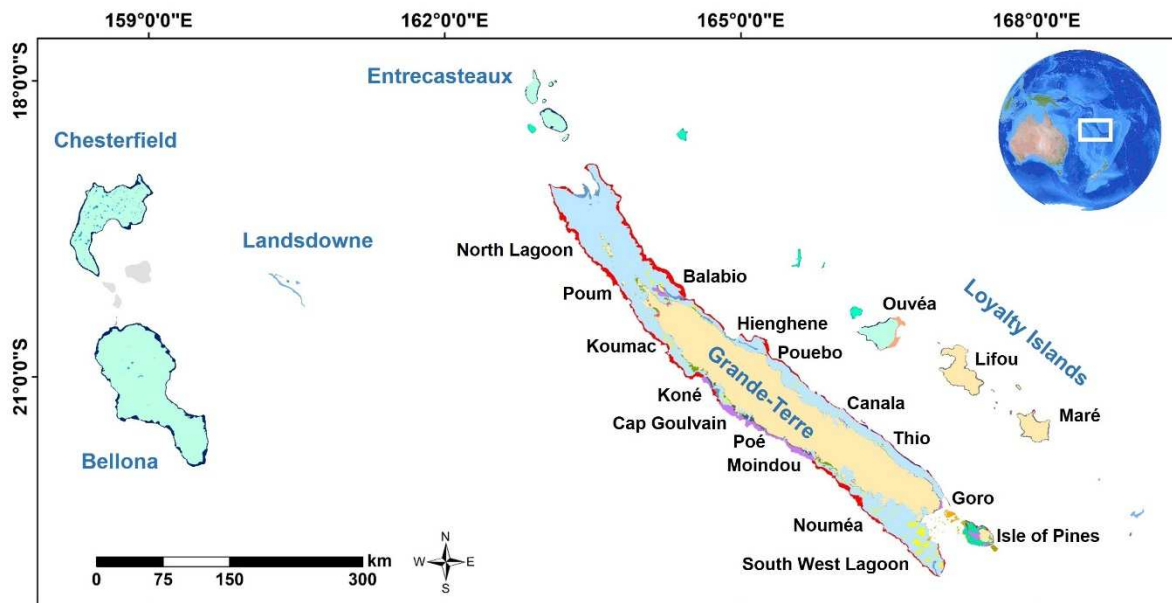 159°0'0"E 162°0'0"E 165°0'0"E 168°0'0"E
18°0'0"S
21°0'0"S
Entrecasteaux
Chesterfield
Landsdowne
North Lagoon
Balabio
Poum
Ouvéa
Loyalty Islands
Hienghene
Koumac
Pouebo
Lifou
Grande-Terre
Koné
Canala
Maré
Cap Goulvain
Thio
Poé
Bellona
Moindou
Goro
Nouméa
Isle of Pines
South West Lagoon
km
0 75 150 300
N
W E
S